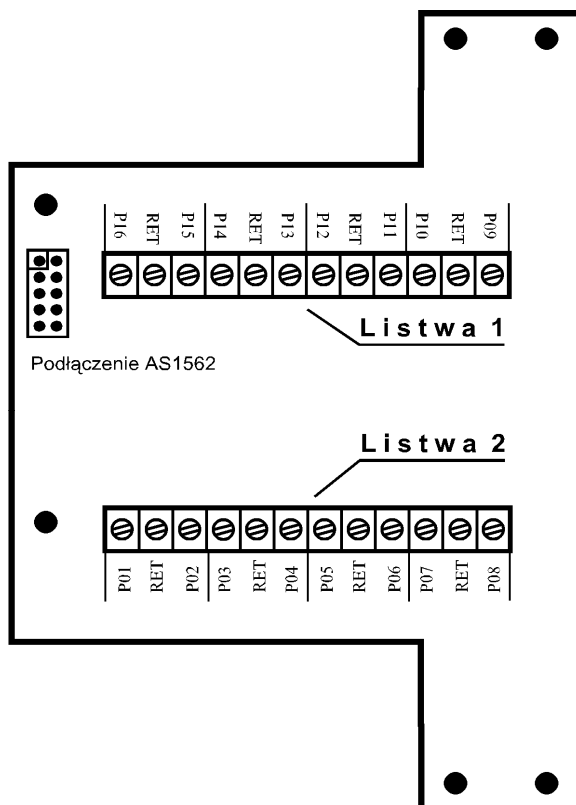 P16 RET P15 P14 RET P13 P12 RET P11 P10 RET P09
Listwa 1
Podłączenie AS1562
Listwa 2
P01 RET P02 P03 RET P04 P05 RET P06 P07 RET P08